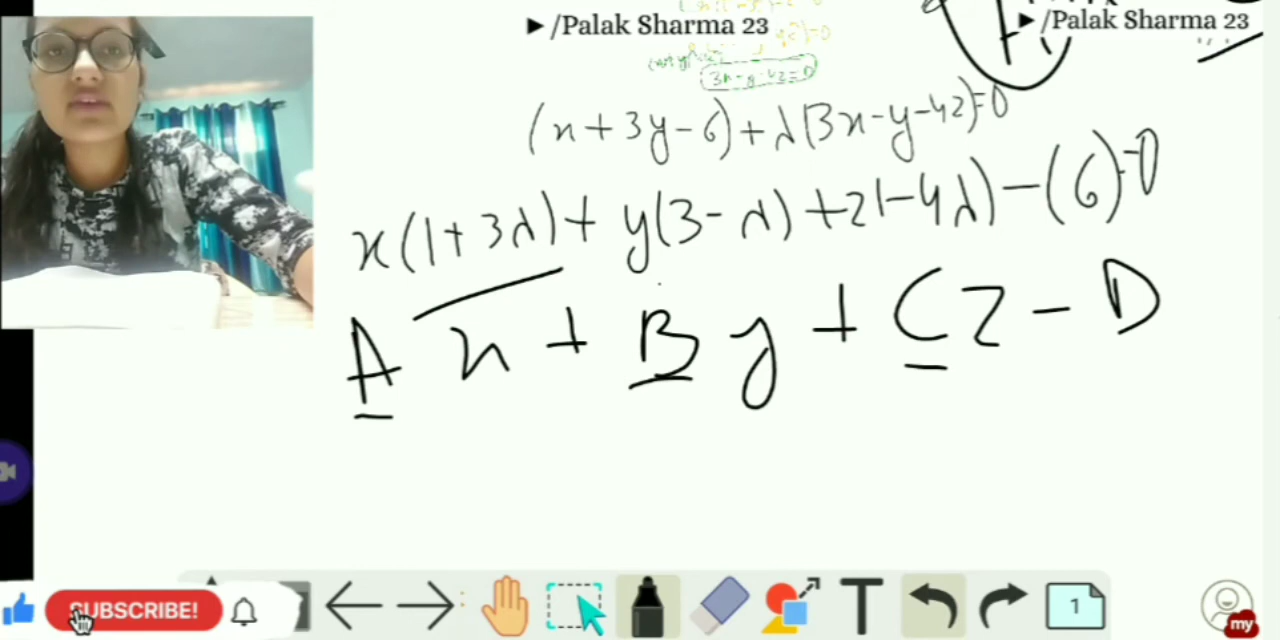 ▶ /Palak Sharma 23
▶ /Palak Sharma 23
3x-y-4z=0
(x+3y-6)+λ(3x-y-4z)=0
x(1+3λ)+y(3-λ)+z(-4λ)-(6)=0
Ax+By+Cz-D
SUBSCRIBE!
T
1
my